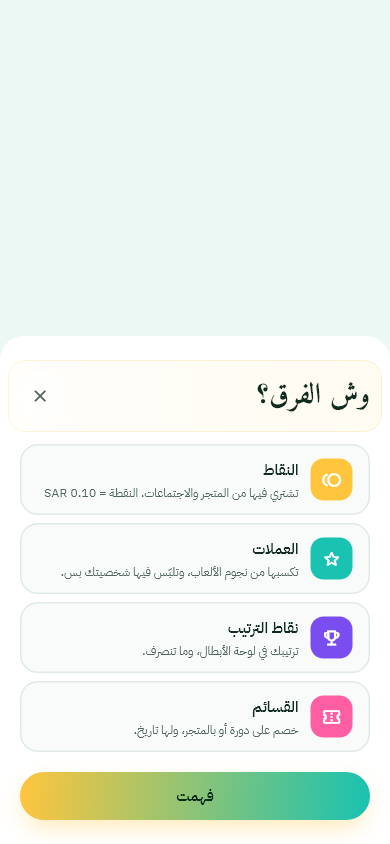 وش الفرق؟
النقاط
تشتري فيها من المتجر والاجتماعات. النقطة = 0.10 SAR
العملات
تكسبها من نجوم الألعاب، وتلبّس فيها شخصيتك بس.
نقاط الترتيب
ترتيبك في لوحة الأبطال، وما تنصرف.
القسائم
خصم على دورة أو بالمتجر، ولها تاريخ.
فهمت